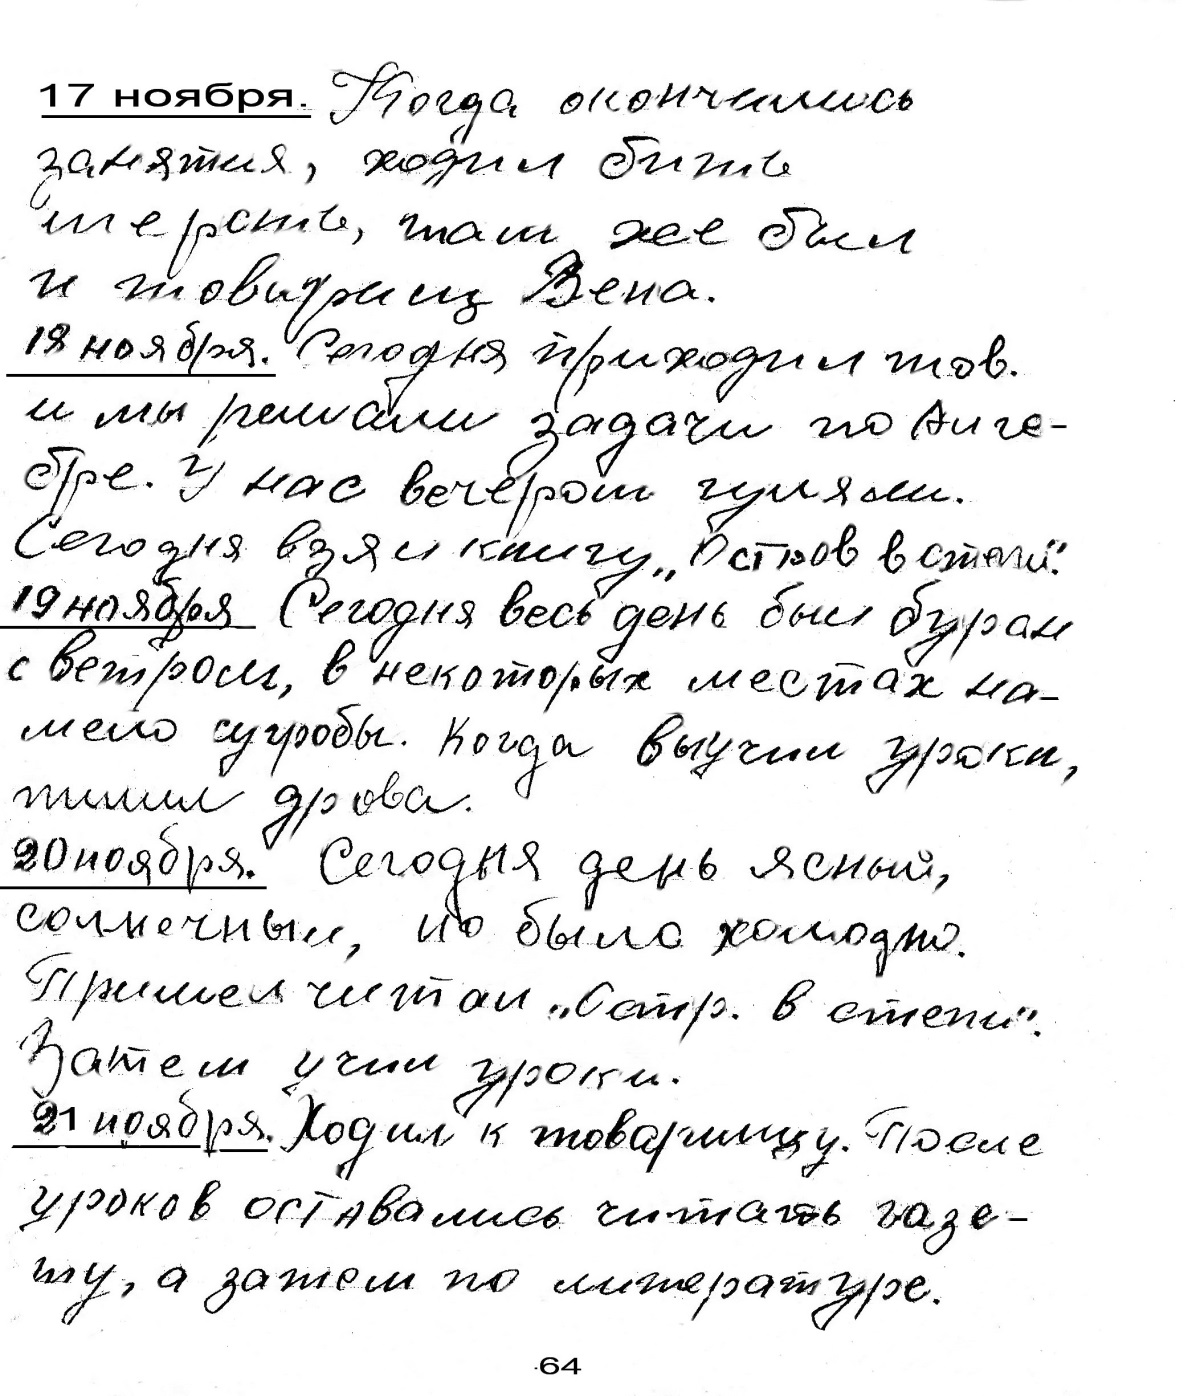 17 ноября. Когда окончились
занятия, ходил бить
шерсть, там же был
и товарищ Вена.
18 ноября. Сегодня приходил тов.
и мы решали задачи по Алге-
бре. У нас вечером гуляли.
Сегодня взял книгу „Остров в степи".
19 ноября Сегодня весь день был буран
с ветром, в некоторых местах на-
мело сугробы. Когда выучил уроки,
пилил дрова.
20 ноября. Сегодня день ясный,
солнечный, но было холодно.
Пришел читал „Остр. в степи".
Затем учил уроки.
21 ноября. Ходил к товарищу. После
уроков оставались читать газе-
ту, а затем по литературе.
64